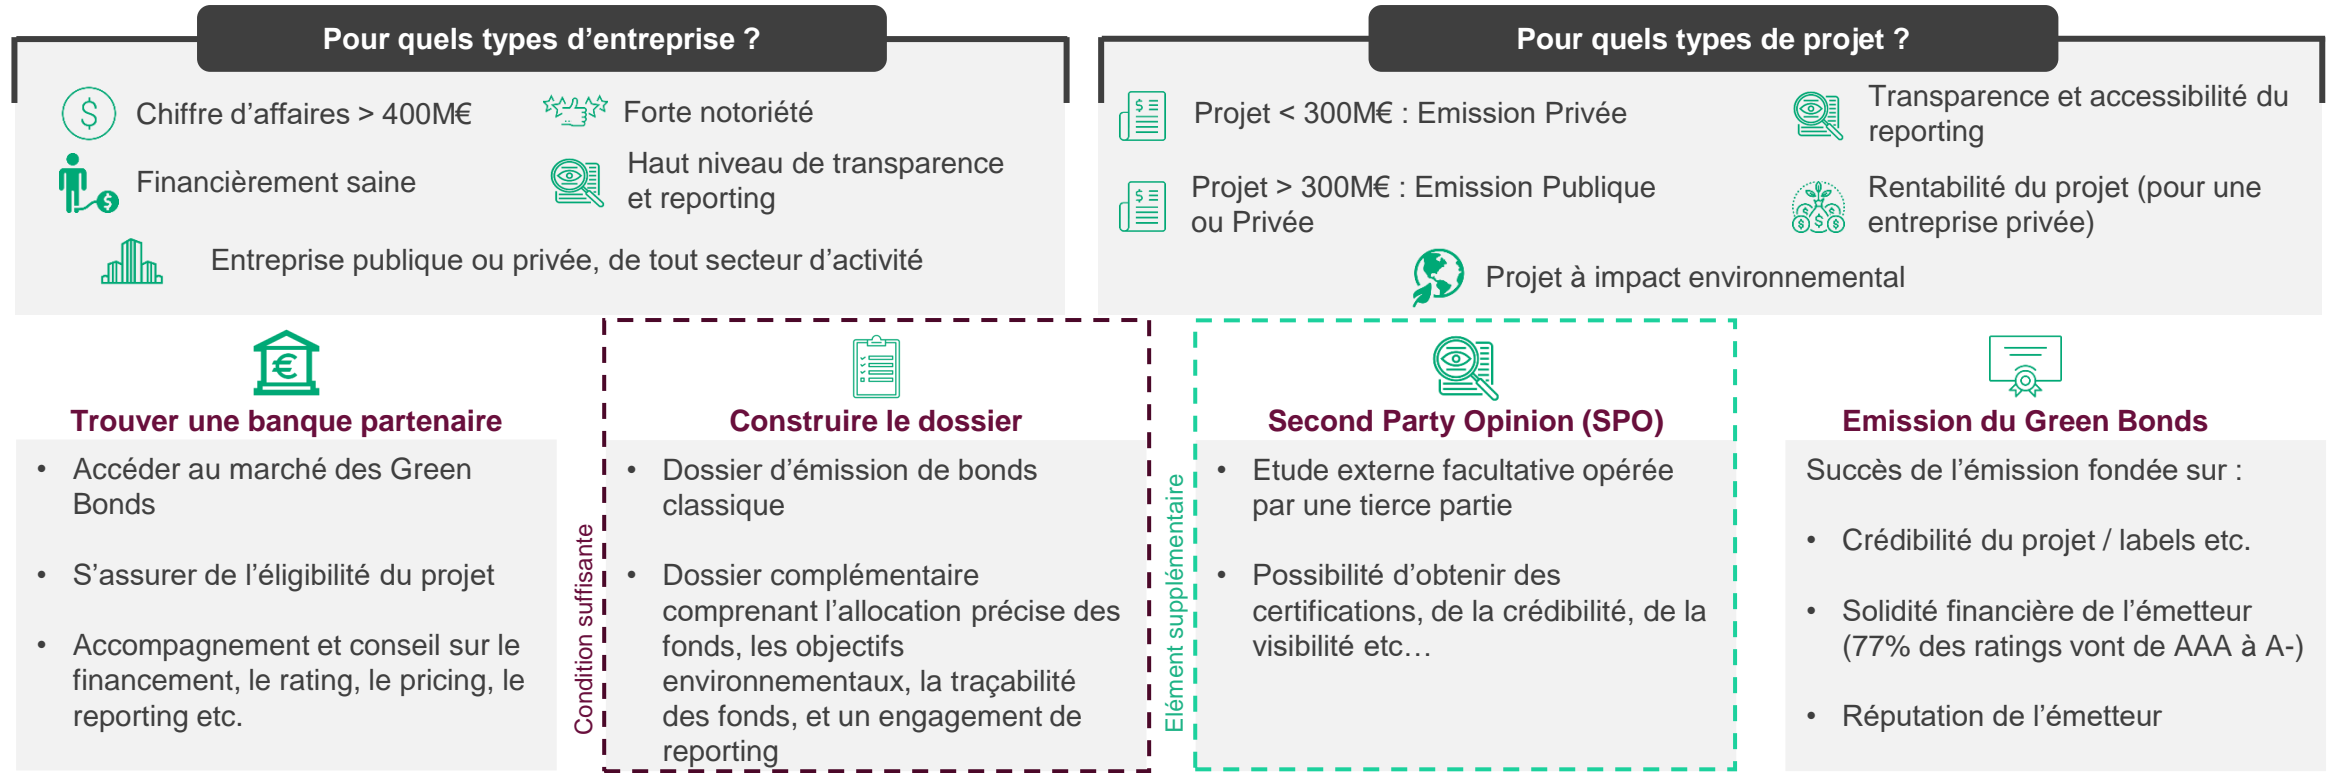 Pour quels types d’entreprise ?
Chiffre d’affaires > 400M€
Forte notoriété
Financièrement saine
Haut niveau de transparence
et reporting
Entreprise publique ou privée, de tout secteur d’activité
Pour quels types de projet ?
Projet < 300M€ : Emission Privée
Transparence et accessibilité du
reporting
Projet > 300M€ : Emission Publique
ou Privée
Rentabilité du projet (pour une
entreprise privée)
Projet à impact environnemental
Trouver une banque partenaire
• Accéder au marché des Green
Bonds
• S’assurer de l’éligibilité du projet
• Accompagnement et conseil sur le
financement, le rating, le pricing, le
reporting etc.
Condition suffisante
Construire le dossier
• Dossier d’émission de bonds
classique
• Dossier complémentaire
comprenant l’allocation précise des
fonds, les objectifs
environnementaux, la traçabilité
des fonds, et un engagement de
reporting
Elément supplémentaire
Second Party Opinion (SPO)
• Etude externe facultative opérée
par une tierce partie
• Possibilité d’obtenir des
certifications, de la crédibilité, de la
visibilité etc…
Emission du Green Bonds
Succès de l’émission fondée sur :
• Crédibilité du projet / labels etc.
• Solidité financière de l’émetteur
(77% des ratings vont de AAA à A-)
• Réputation de l’émetteur